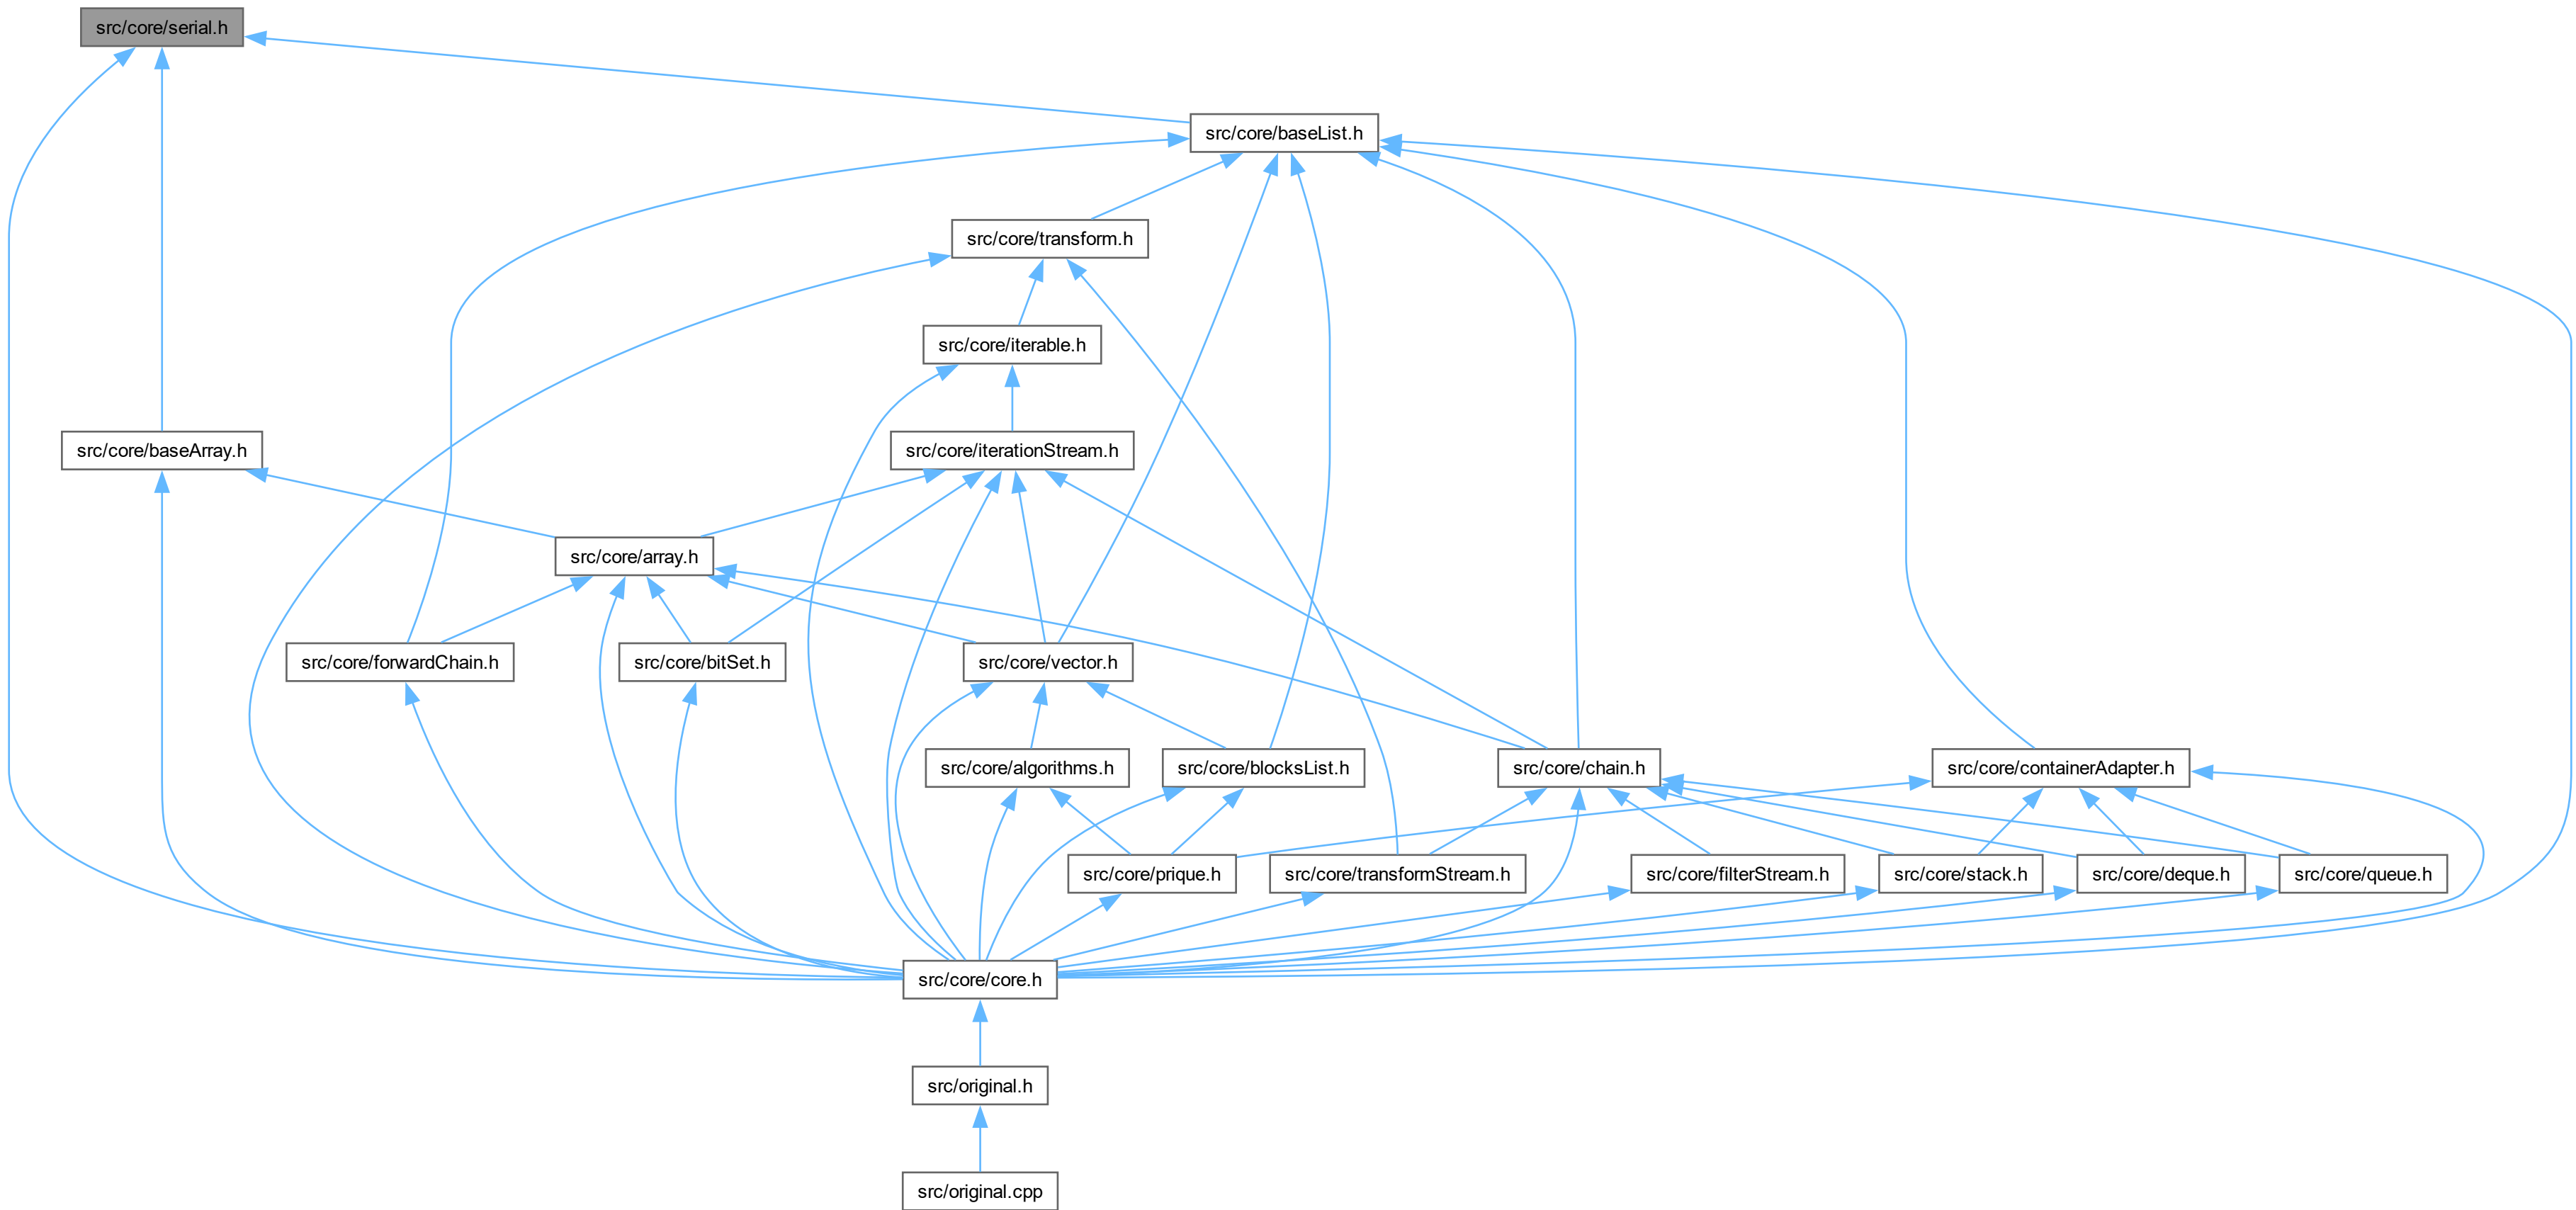 src/core/serial.h
src/core/baseList.h
src/core/transform.h
src/core/iterable.h
src/core/baseArray.h
src/core/iterationStream.h
src/core/array.h
src/core/forwardChain.h
src/core/bitSet.h
src/core/vector.h
src/core/algorithms.h
src/core/blocksList.h
src/core/chain.h
src/core/containerAdapter.h
src/core/prique.h
src/core/transformStream.h
src/core/filterStream.h
src/core/stack.h
src/core/deque.h
src/core/queue.h
src/core/core.h
src/original.h
src/original.cpp